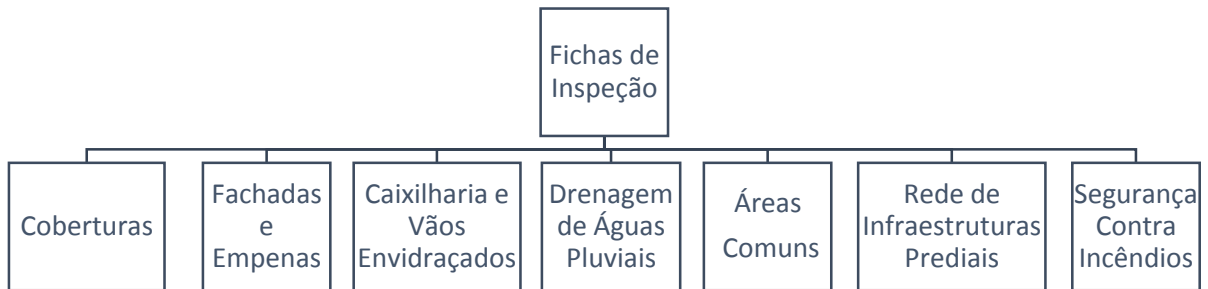 Fichas de
Inspeção
Coberturas
Fachadas
e
Empenas
Caixilharia e
Vãos
Envidraçados
Drenagem
de Águas
Pluviais
Áreas
Comuns
Rede de
Infraestruturas
Prediais
Segurança
Contra
Incêndios